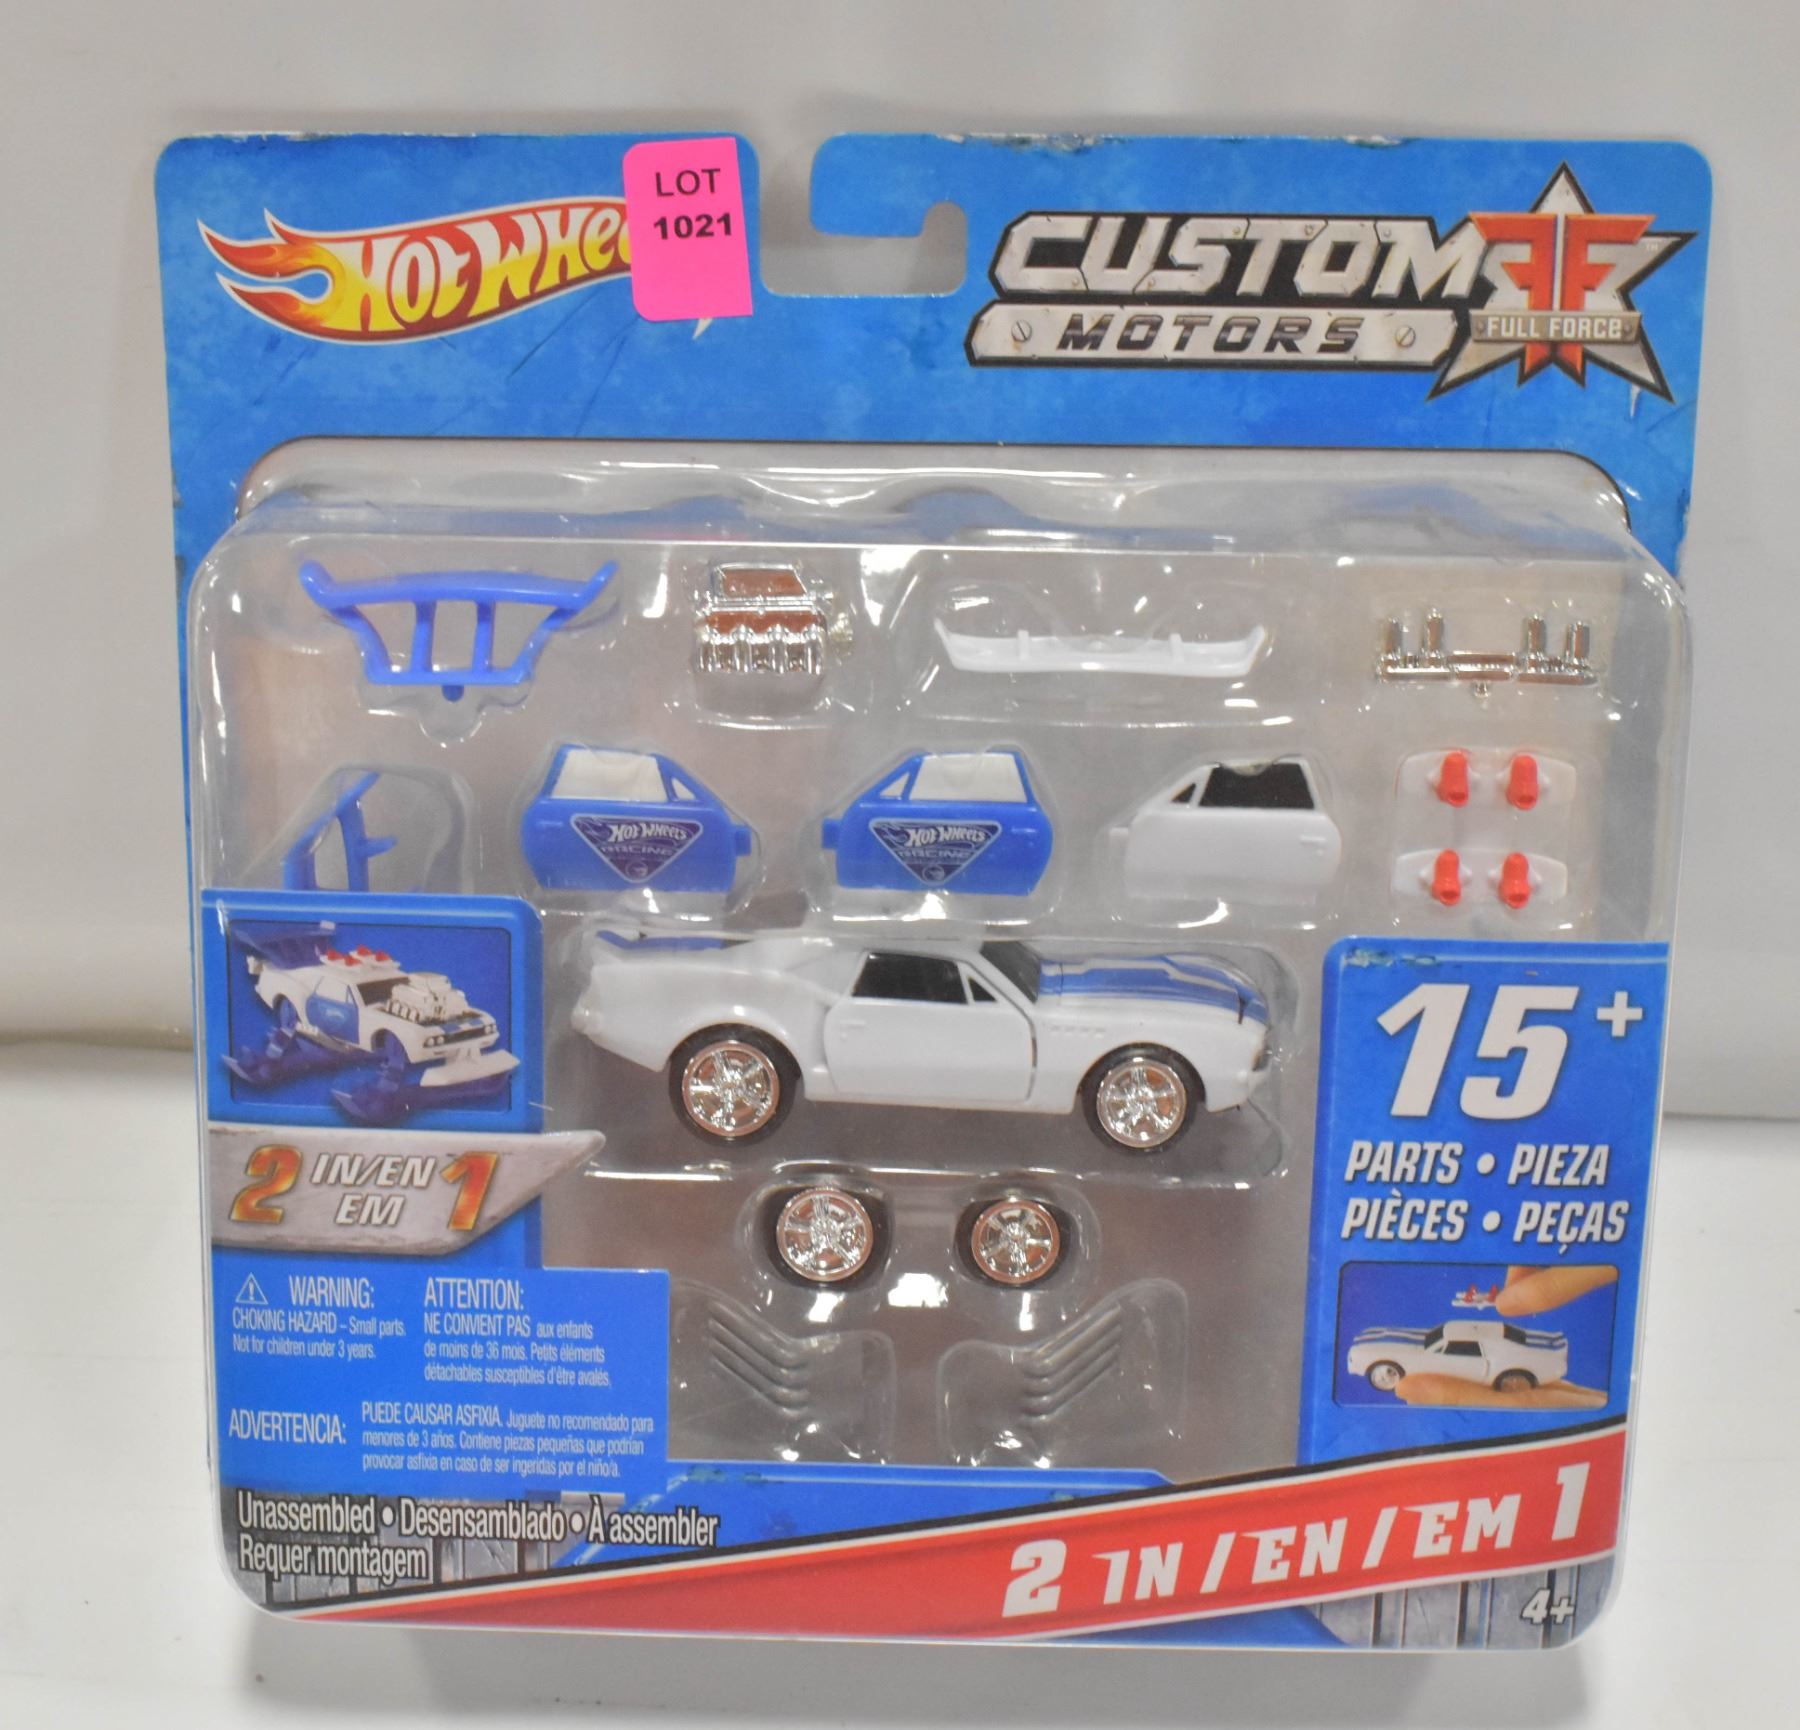 LOT
1021
HOT WHEE
CUSTOM
MOTORS
FF
TM
FULL FORCE
HOT WHEELS
RACING
HOT WHEELS
RACING
15+
PARTS • PIEZA
PIÈCES • PEÇAS
2 IN/EN 1
EM
WARNING:
CHOKING HAZARD – Small parts.
Not for children under 3 years.
ATTENTION:
NE CONVIENT PAS aux enfants
de moins de 36 mois. Petits éléments
détachables susceptibles d'être avalés.
ADVERTENCIA:
PUEDE CAUSAR ASFIXIA. Juguete no recomendado para
menores de 3 años. Contiene piezas pequeñas que podrían
provocar asfixia en caso de ser ingeridas por el niño/a.
Unassembled • Desensamblado • À assembler
Requer montagem
2 IN/EN/EM 1
4+